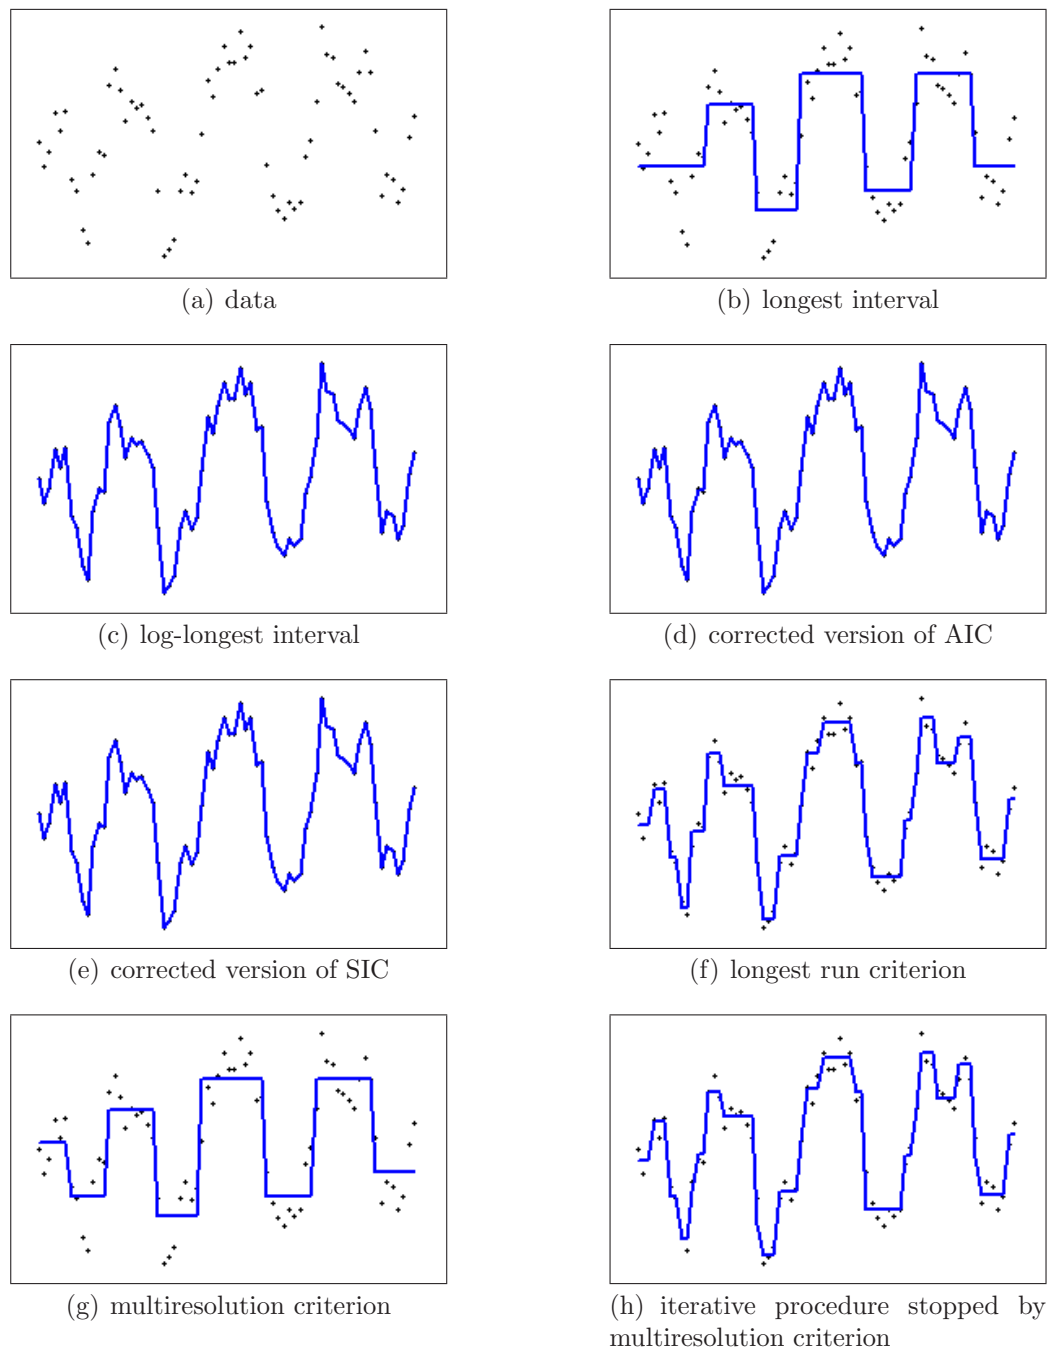 (a) data
(b) longest interval
(c) log-longest interval
(d) corrected version of AIC
(e) corrected version of SIC
(f) longest run criterion
(g) multiresolution criterion
(h) iterative procedure stopped by
multiresolution criterion